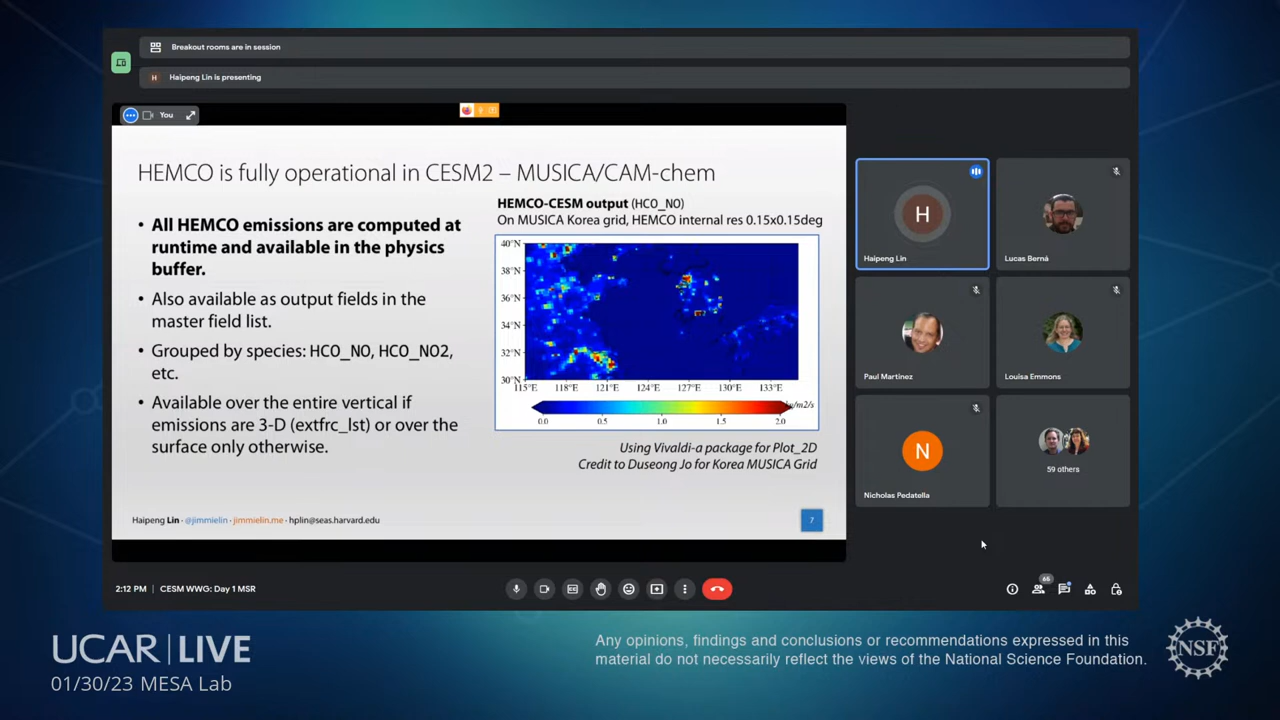 Breakout rooms are in session
H Haipeng Lin is presenting
You
HEMCO is fully operational in CESM2 – MUSICA/CAM-chem
• All HEMCO emissions are computed at
runtime and available in the physics
buffer.
• Also available as output fields in the
master field list.
• Grouped by species: HCO_NO, HCO_NO2,
etc.
• Available over the entire vertical if
emissions are 3-D (extfrc_lst) or over the
surface only otherwise.
HEMCO-CESM output (HCO_NO)
On MUSICA Korea grid, HEMCO internal res 0.15x0.15deg
40°N
38°N
36°N
34°N
32°N
30°N
115°E 118°E 121°E 124°E 127°E 130°E 133°E
0.0 0.5 1.0 1.5 2.0
Using Vivaldi-a package for Plot_2D
Credit to Duseong Jo for Korea MUSICA Grid
Haipeng Lin · @jimmielin · jimmielin.me · hplin@seas.harvard.edu
7
H
Haipeng Lin
Lucas Berná
Paul Martinez
Louisa Emmons
N
Nicholas Pedatella
59 others
2:12 PM | CESM WWG: Day 1 MSR
65
UCAR | LIVE
01/30/23 MESA Lab
Any opinions, findings and conclusions or recommendations expressed in this
material do not necessarily reflect the views of the National Science Foundation.
NSF